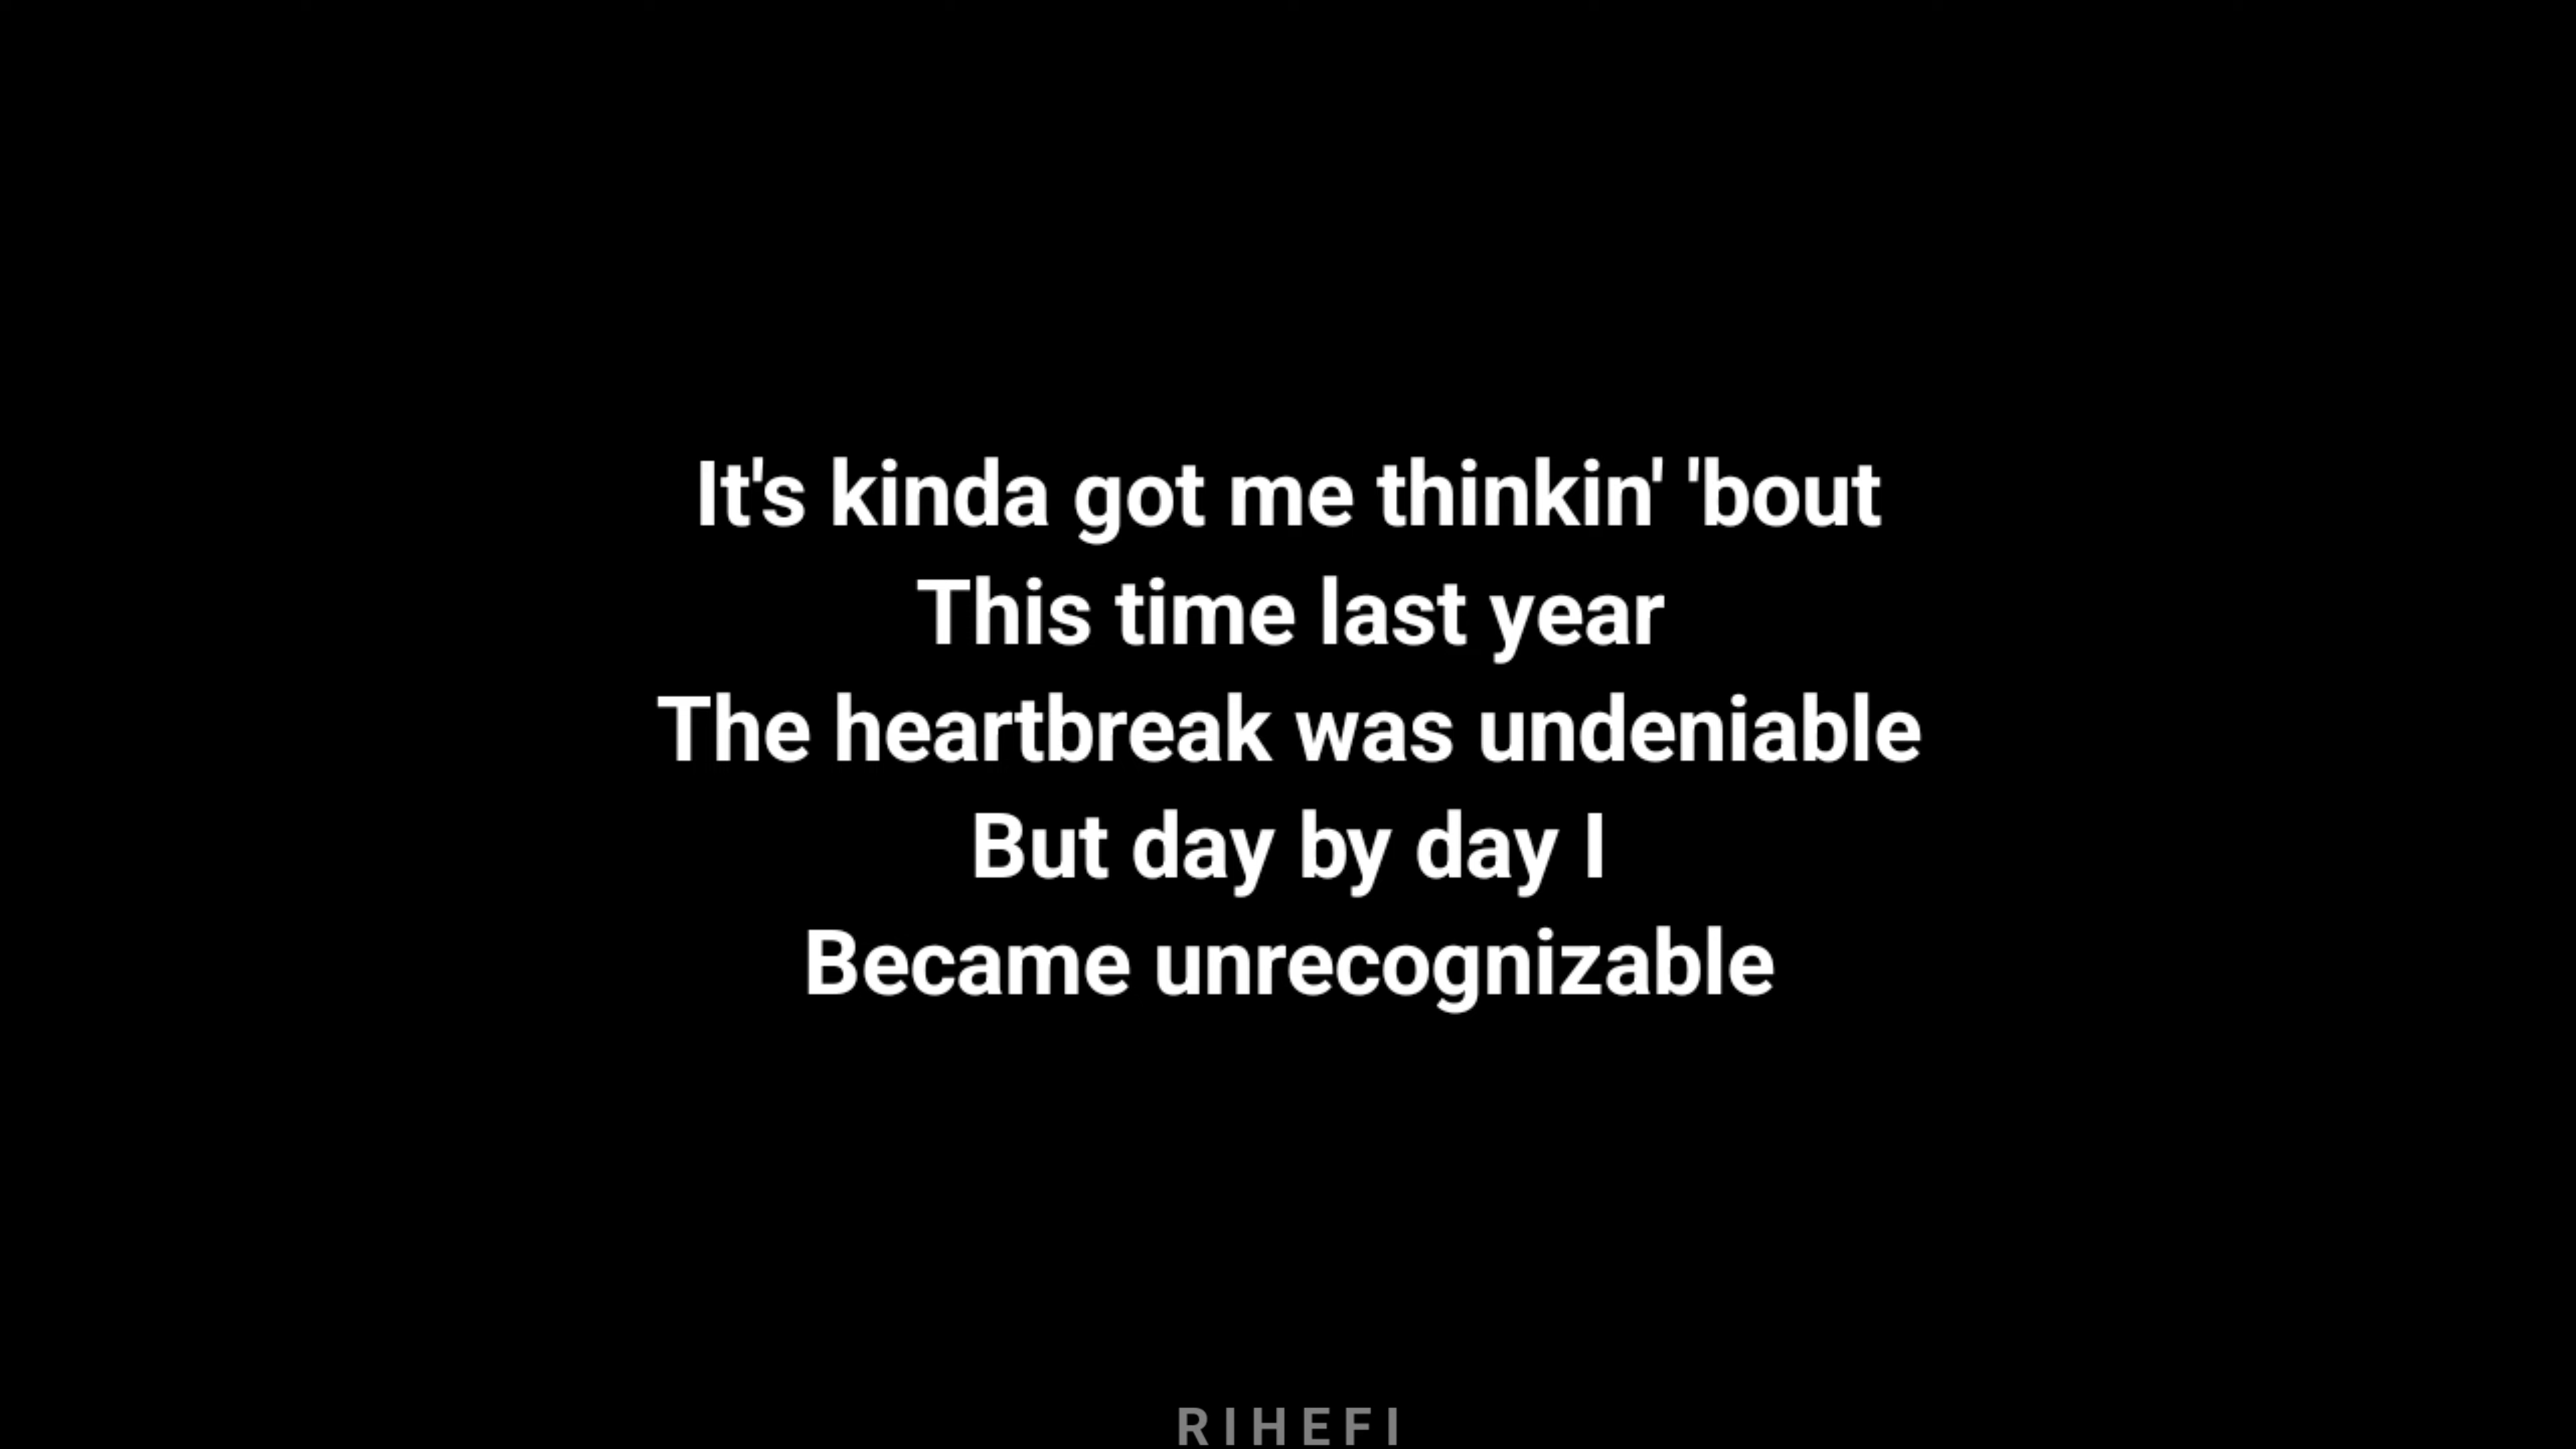 It's kinda got me thinkin' 'bout
This time last year
The heartbreak was undeniable
But day by day I
Became unrecognizable
RIHEFI